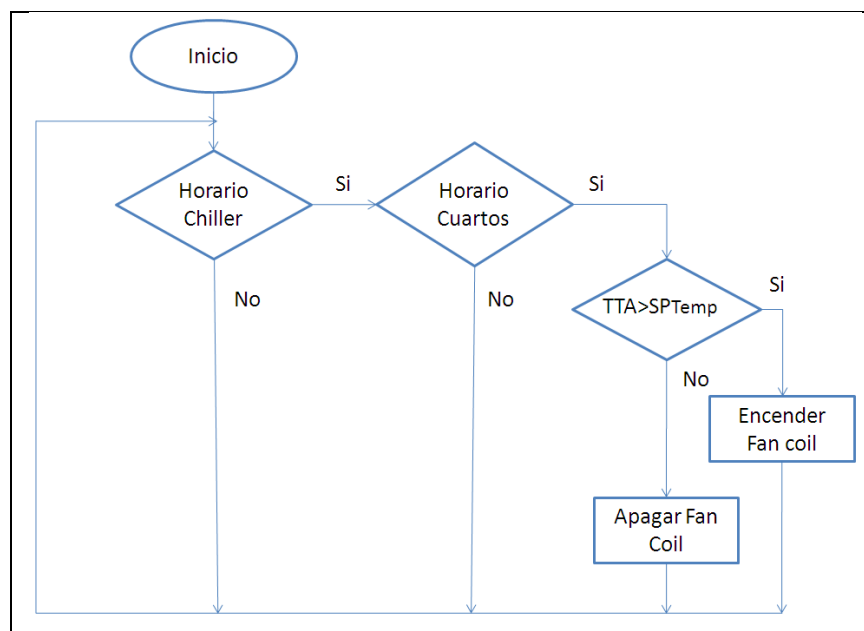 Inicio
Horario
Chiller
Si
Horario
Cuartos
Si
No
No
TTA>SPTemp
Si
No
Encender
Fan coil
Apagar Fan
Coil